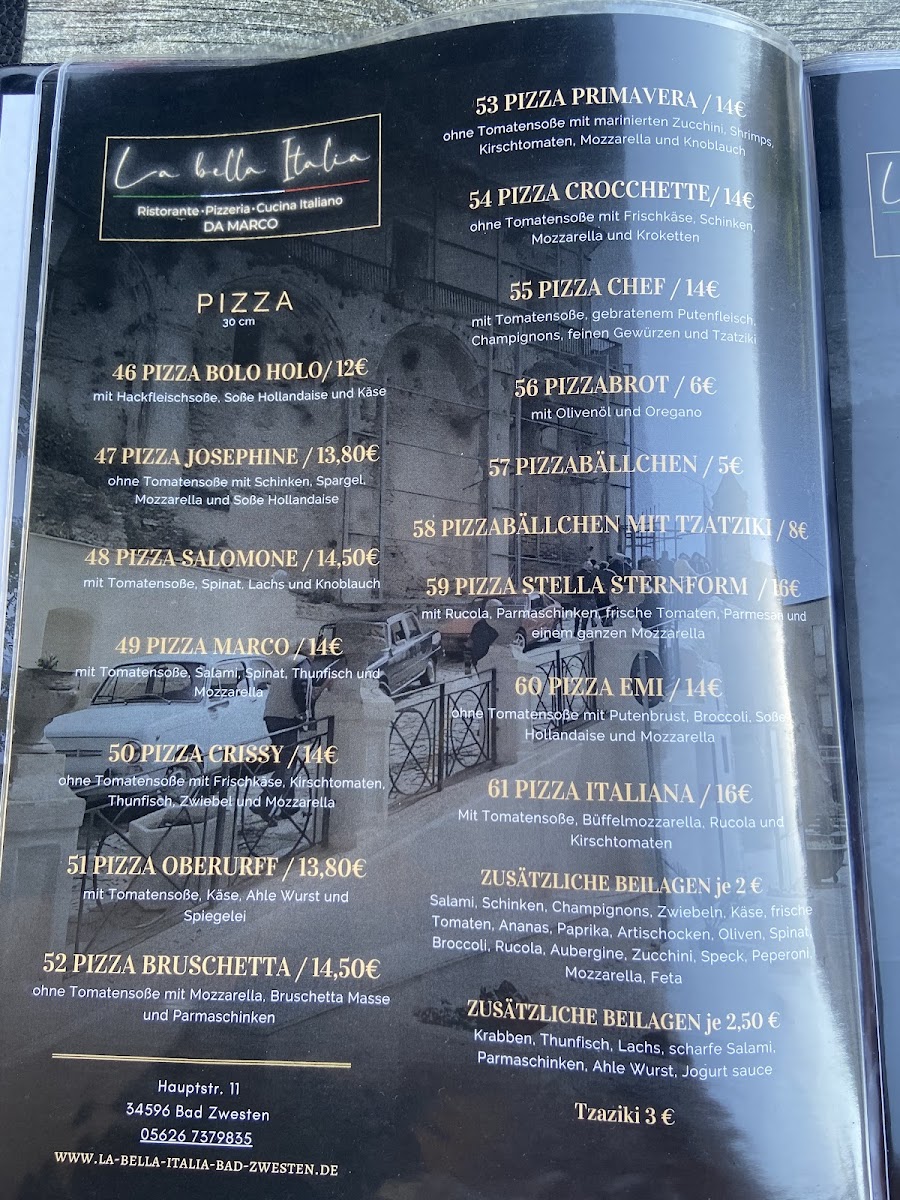 La bella Italia
Ristorante • Pizzeria • Cucina Italiano
DA MARCO
PIZZA
30 cm
46 PIZZA BOLO HOLO/ 12€
mit Hackfleischsoße, Soße Hollandaise und Käse
47 PIZZA JOSEPHINE / 13,80€
ohne Tomatensoße mit Schinken, Spargel,
Mozzarella und Soße Hollandaise
48 PIZZA SALOMONE / 14,50€
mit Tomatensoße, Spinat, Lachs und Knoblauch
49 PIZZA MARCO / 14€
mit Tomatensoße, Salami, Spinat, Thunfisch und
Mozzarella
50 PIZZA CRISSY / 14€
ohne Tomatensoße mit Frischkäse, Kirschtomaten,
Thunfisch, Zwiebel und Mozzarella
51 PIZZA OBERURFF / 13,80€
mit Tomatensoße, Käse, Ahle Wurst und
Spiegelei
52 PIZZA BRUSCHETTA / 14,50€
ohne Tomatensoße mit Mozzarella, Bruschetta Masse
und Parmaschinken
Hauptstr. 11
34596 Bad Zwesten
05626 7379835
WWW.LA-BELLA-ITALIA-BAD-ZWESTEN.DE
53 PIZZA PRIMAVERA / 14€
ohne Tomatensoße mit marinierten Zucchini, Shrimps,
Kirschtomaten, Mozzarella und Knoblauch
54 PIZZA CROCCHETTE/ 14€
ohne Tomatensoße mit Frischkäse, Schinken,
Mozzarella und Kroketten
55 PIZZA CHEF / 14€
mit Tomatensoße, gebratenem Putenfleisch,
Champignons, feinen Gewürzen und Tzatziki
56 PIZZABROT / 6€
mit Olivenöl und Oregano
57 PIZZABÄLLCHEN / 5€
58 PIZZABÄLLCHEN MIT TZATZIKI / 8€
59 PIZZA STELLA STERNFORM / 16€
mit Rucola, Parmaschinken, frische Tomaten, Parmesan und
einem ganzen Mozzarella
60 PIZZA EMI / 14€
ohne Tomatensoße mit Putenbrust, Broccoli, Soße
Hollandaise und Mozzarella
61 PIZZA ITALIANA / 16€
Mit Tomatensoße, Büffelmozzarella, Rucola und
Kirschtomaten
ZUSÄTZLICHE BEILAGEN je 2 €
Salami, Schinken, Champignons, Zwiebeln, Käse, frische
Tomaten, Ananas, Paprika, Artischocken, Oliven, Spinat,
Broccoli, Rucola, Aubergine, Zucchini, Speck, Peperoni,
Mozzarella, Feta
ZUSÄTZLICHE BEILAGEN je 2,50 €
Krabben, Thunfisch, Lachs, scharfe Salami,
Parmaschinken, Ahle Wurst, Jogurt sauce
Tzaziki 3 €